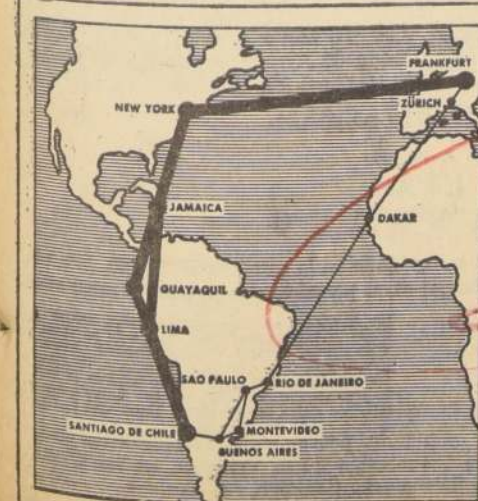 FRANKFURT
ZÜRICH
NEW YORK
JAMAICA
DAKAR
GUAYAQUIL
LIMA
SAO PAULO
RIO DE JANEIRO
SANTIAGO DE CHILE
MONTEVIDEO
BUENOS AIRES